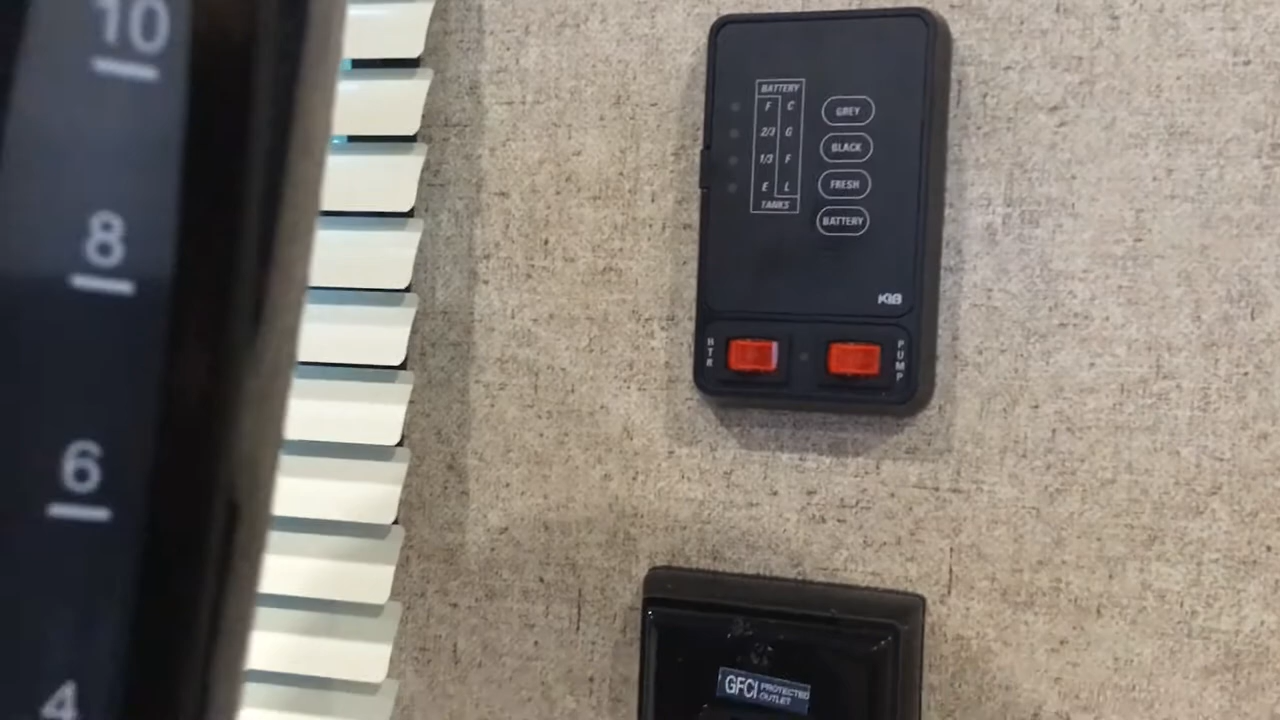 10
8
6
4
BATTERY
F C
2/3 G
1/3 F
E L
TANKS
GREY
BLACK
FRESH
BATTERY
KIB
HTR
PUMP
GFCI PROTECTED
OUTLET